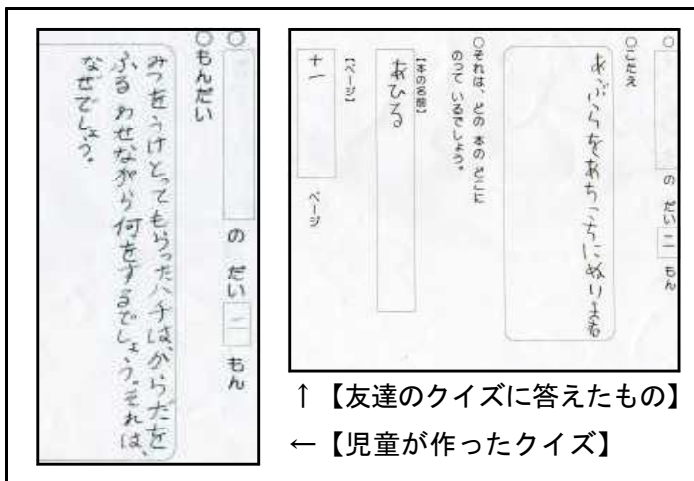 ○
の だい 二 もん
○こたえ
あぶらをあちこちにぬります
○それは、どの 本の どこに
のって いるでしょう。
【本の名前】
あひる
【ページ】
十一
ページ
○
の だい 二 もん
○もんだい
みつをうけとってもらったハチは、からだを
ふるわせながら何をするでしょう。それは、
なぜでしょう。
↑【友達のクイズに答えたもの】
←【児童が作ったクイズ】